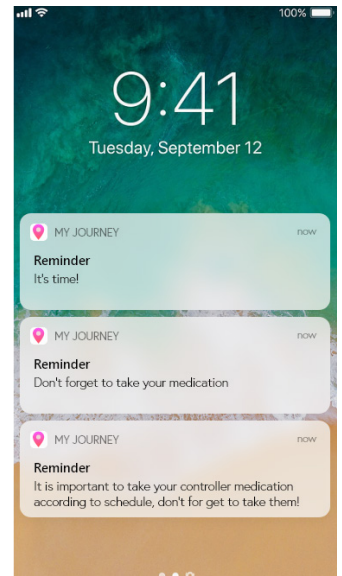 100%
9:41
Tuesday, September 12
MY JOURNEY now
Reminder
It's time!
MY JOURNEY now
Reminder
Don't forget to take your medication
MY JOURNEY now
Reminder
It is important to take your controller medication
according to schedule, don't for get to take them!